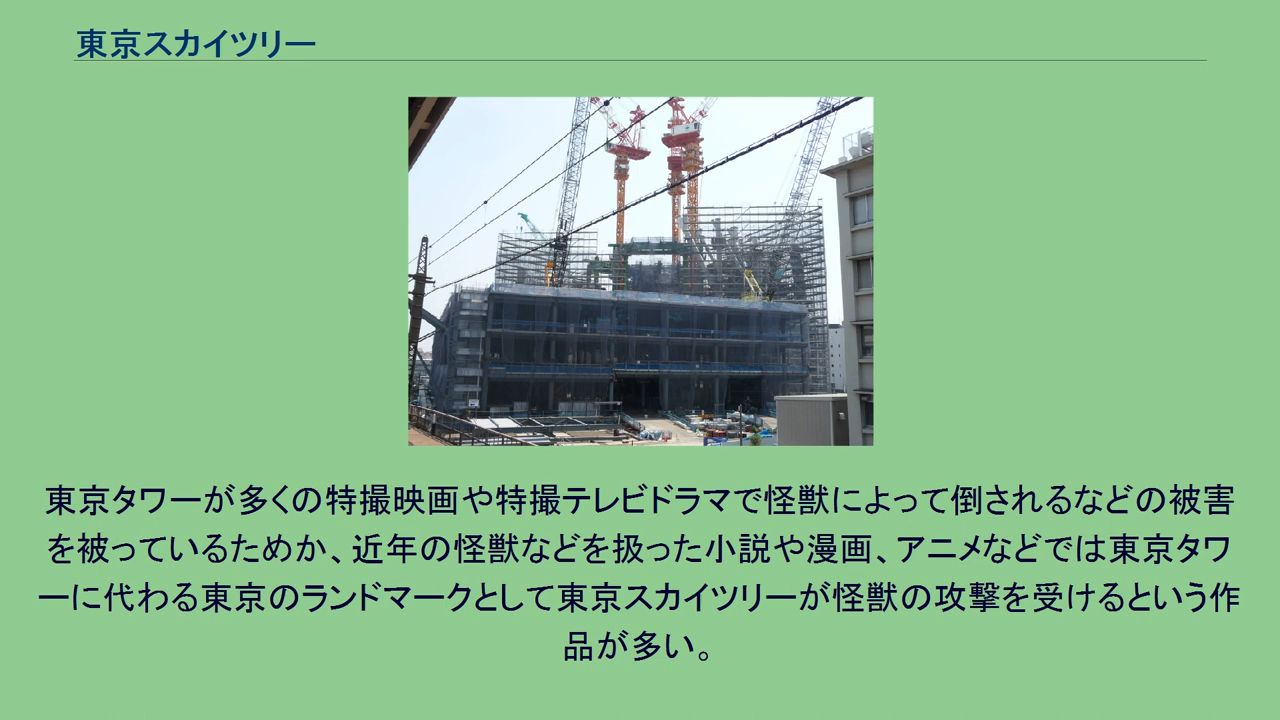 東京スカイツリー
東京タワーが多くの特撮映画や特撮テレビドラマで怪獣によって倒されるなどの被害
を被っているためか、近年の怪獣などを扱った小説や漫画、アニメなどでは東京タワ
ーに代わる東京のランドマークとして東京スカイツリーが怪獣の攻撃を受けるという作
品が多い。